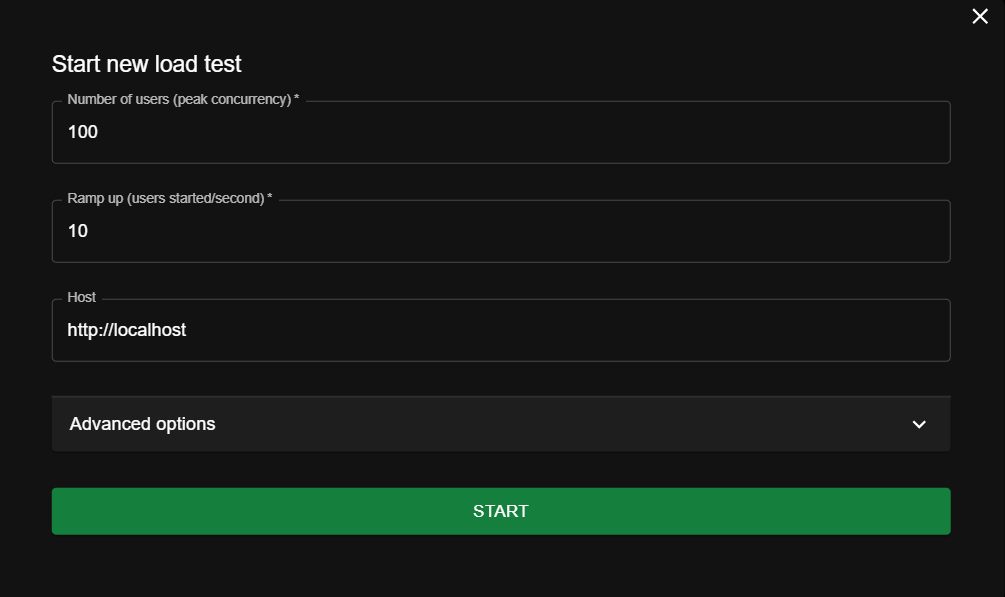 Start new load test
Number of users (peak concurrency) *
100
Ramp up (users started/second) *
10
Host
http://localhost
Advanced options
START